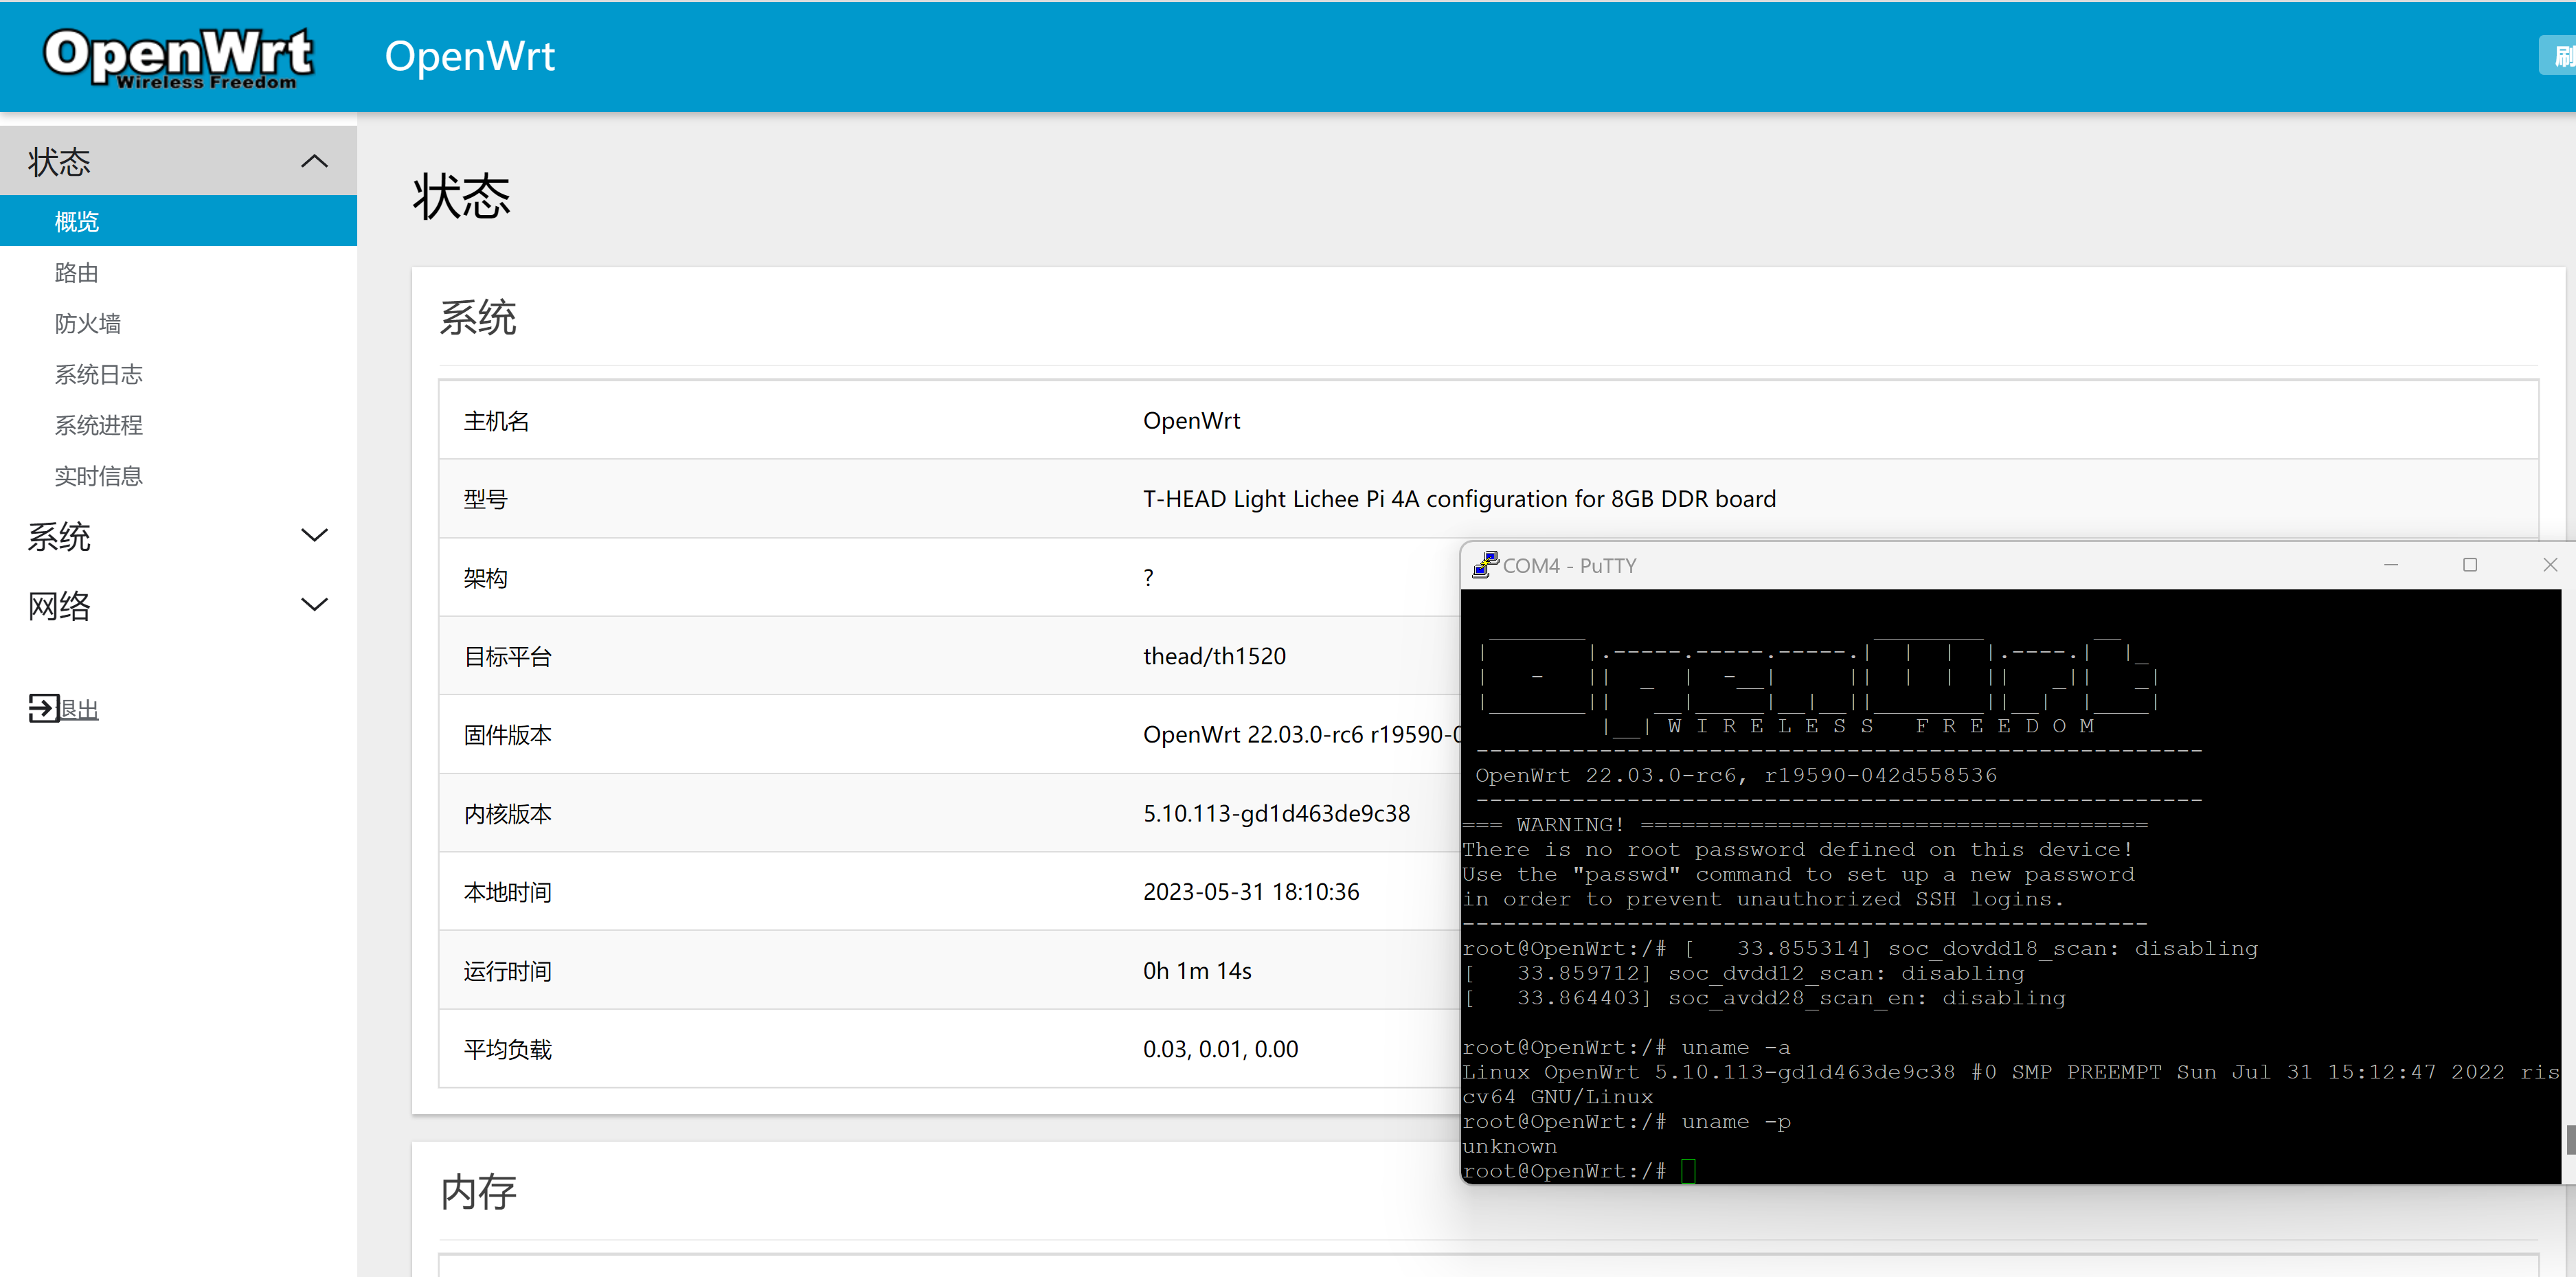 OpenWrt
Wireless Freedom
OpenWrt
刷
状态
概览
路由
防火墙
系统日志
系统进程
实时信息
系统
网络
退出
状态
系统
主机名 OpenWrt
型号 T-HEAD Light Lichee Pi 4A configuration for 8GB DDR board
架构 ?
目标平台 thead/th1520
固件版本 OpenWrt 22.03.0-rc6 r19590-0
内核版本 5.10.113-gd1d463de9c38
本地时间 2023-05-31 18:10:36
运行时间 0h 1m 14s
平均负载 0.03, 0.01, 0.00
内存
COM4 - PuTTY
OpenWrt
W I R E L E S S   F R E E D O M
-----------------------------------------------------
OpenWrt 22.03.0-rc6, r19590-042d558536
-----------------------------------------------------
=== WARNING! =====================================
There is no root password defined on this device!
Use the "passwd" command to set up a new password
in order to prevent unauthorized SSH logins.
--------------------------------------------------
root@OpenWrt:/# [   33.855314] soc_dovdd18_scan: disabling
[   33.859712] soc_dvdd12_scan: disabling
[   33.864403] soc_avdd28_scan_en: disabling
root@OpenWrt:/# uname -a
Linux OpenWrt 5.10.113-gd1d463de9c38 #0 SMP PREEMPT Sun Jul 31 15:12:47 2022 ris
cv64 GNU/Linux
root@OpenWrt:/# uname -p
unknown
root@OpenWrt:/#